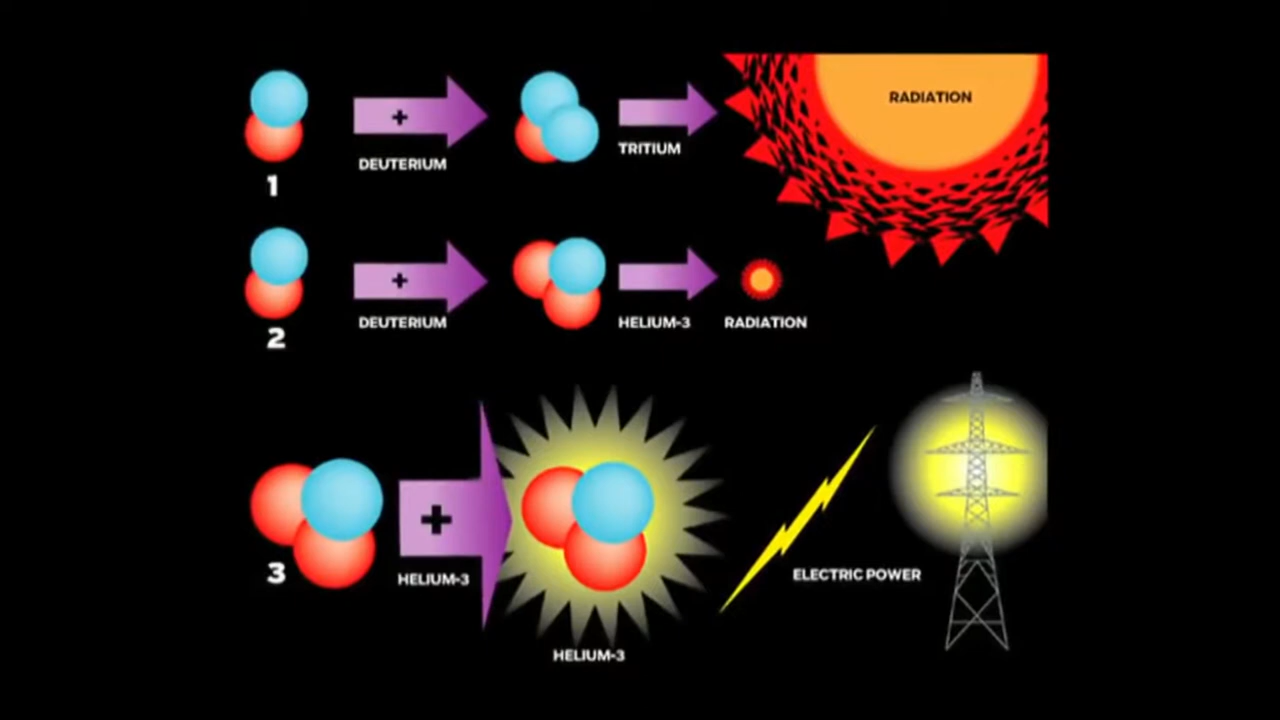 RADIATION
+
DEUTERIUM
TRITIUM
1
+
DEUTERIUM
HELIUM-3
RADIATION
2
+
HELIUM-3
3
ELECTRIC POWER
HELIUM-3